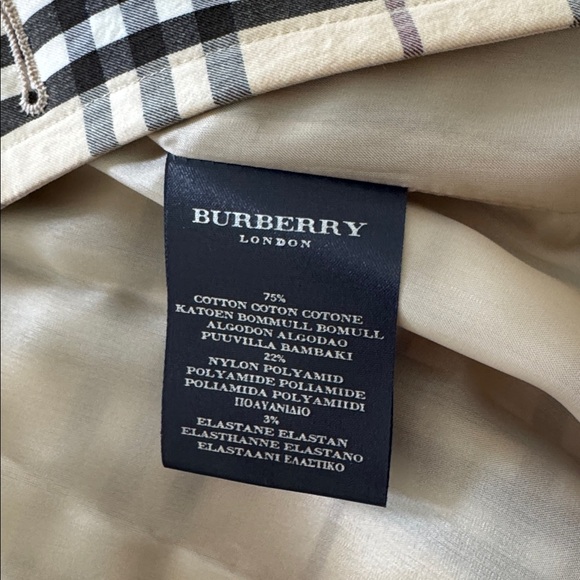 BURBERRY
LONDON
75%
COTTON COTON COTONE
KATOEN BOMMULL BOMULL
ALGODON ALGODAO
PUUVILLA BAMBAKI
22%
NYLON POLYAMID
POLYAMIDE POLIAMIDE
POLIAMIDA POLYAMIIDI
ΠΟΛΥΑΝΙΔΙΟ
3%
ELASTANE ELASTAN
ELASTHANNE ELASTANO
ELASTAANI ΕΛΑΣΤΙΚΟ